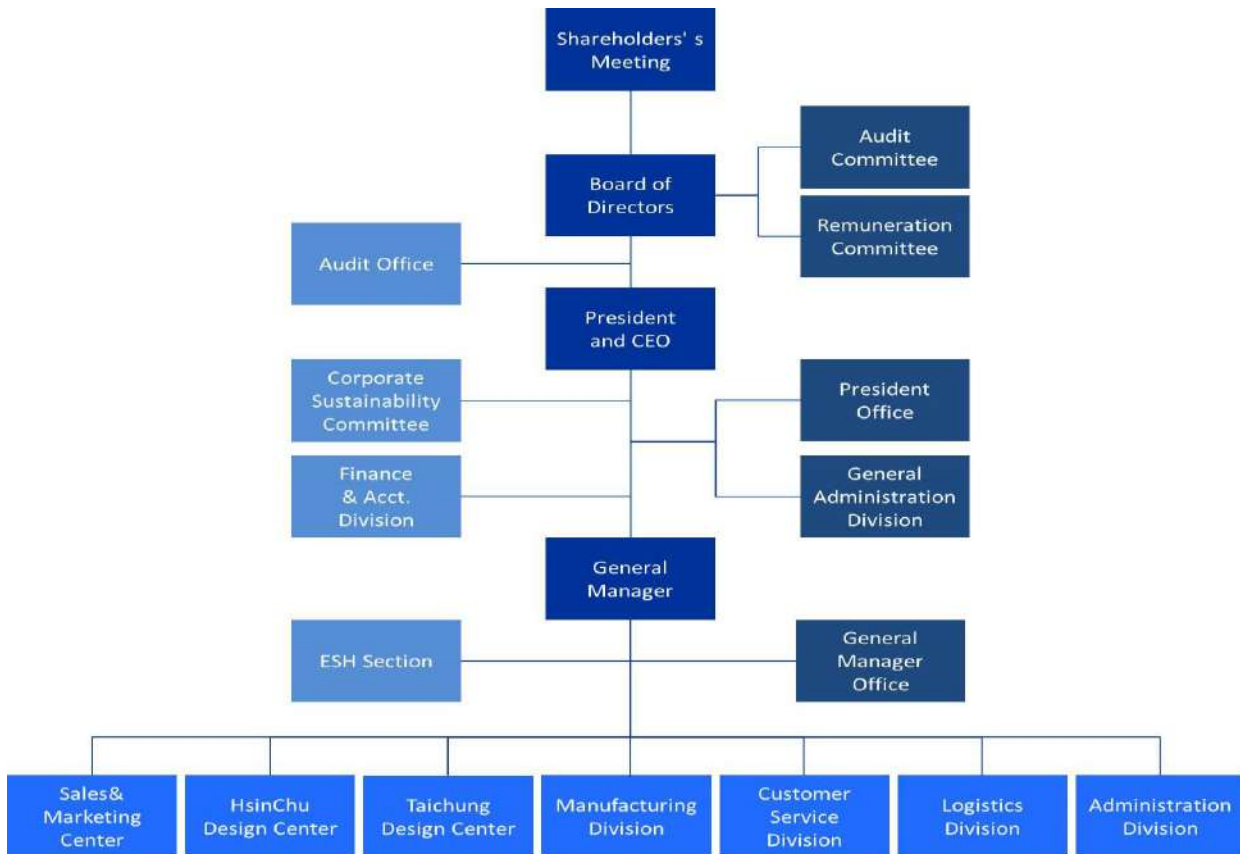 Shareholders' s
Meeting
Audit
Committee
Board of
Directors
Remuneration
Committee
Audit Office
President
and CEO
Corporate
Sustainability
Committee
President
Office
Finance
& Acct.
Division
General
Administration
Division
General
Manager
ESH Section
General
Manager
Office
Sales&
Marketing
Center
HsinChu
Design Center
Taichung
Design Center
Manufacturing
Division
Customer
Service
Division
Logistics
Division
Administration
Division